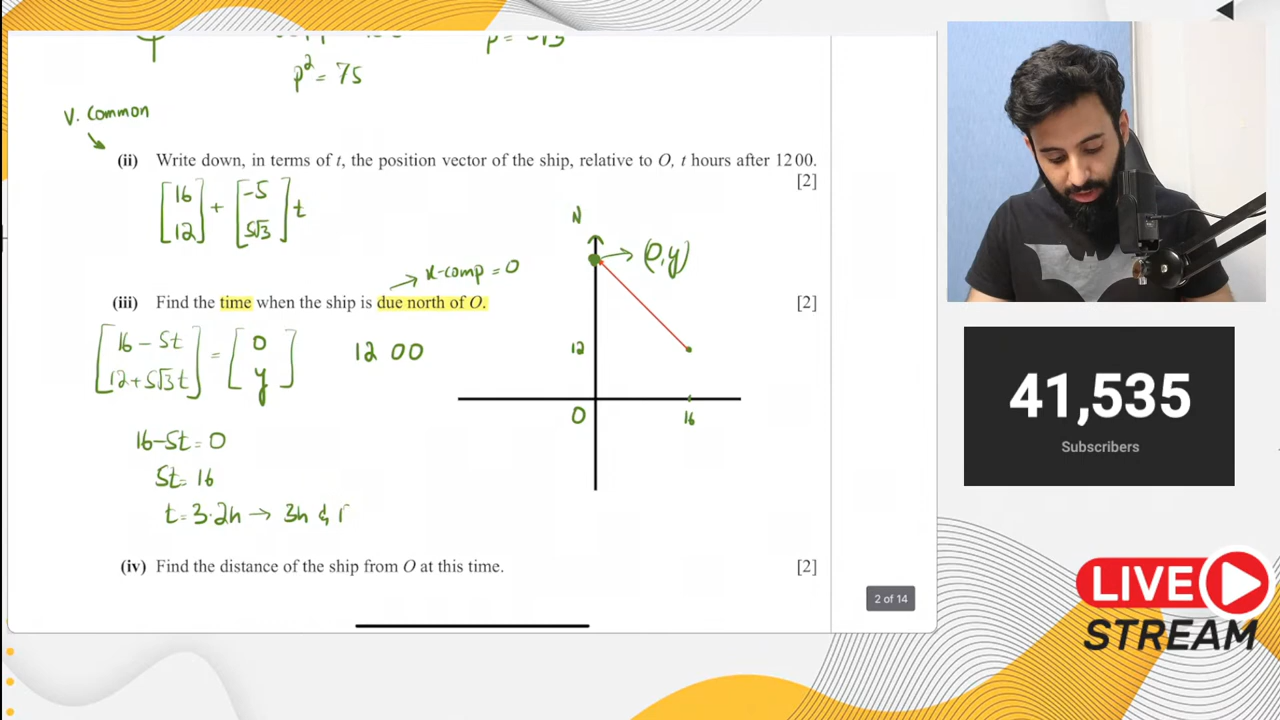 p² = 75
V. Common
(ii) Write down, in terms of t, the position vector of the ship, relative to O, t hours after 1200.
[2]
[16 12] + [-5 5√3] t
N
(0,y)
→ x-comp = 0
(iii) Find the time when the ship is due north of O. [2]
[16 - 5t 12+5√3t] = [0 y]
12 00
12
O
16
16-5t = 0
5t = 16
t = 3.2h → 3h &
(iv) Find the distance of the ship from O at this time. [2]
2 of 14
41,535
Subscribers
LIVE
STREAM